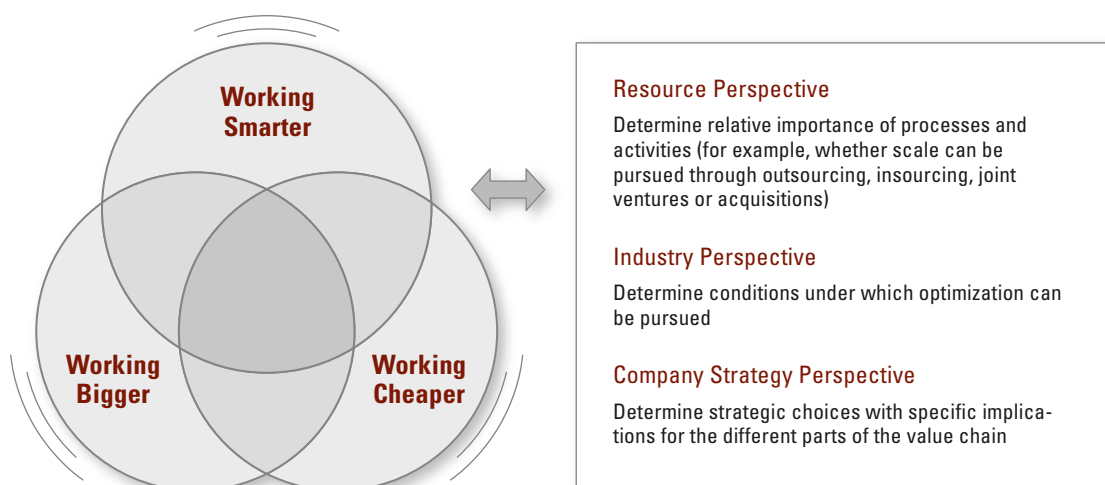 Working
Smarter
Working
Bigger
Working
Cheaper
Resource Perspective
Determine relative importance of processes and
activities (for example, whether scale can be
pursued through outsourcing, insourcing, joint
ventures or acquisitions)
Industry Perspective
Determine conditions under which optimization can
be pursued
Company Strategy Perspective
Determine strategic choices with specific implica-
tions for the different parts of the value chain